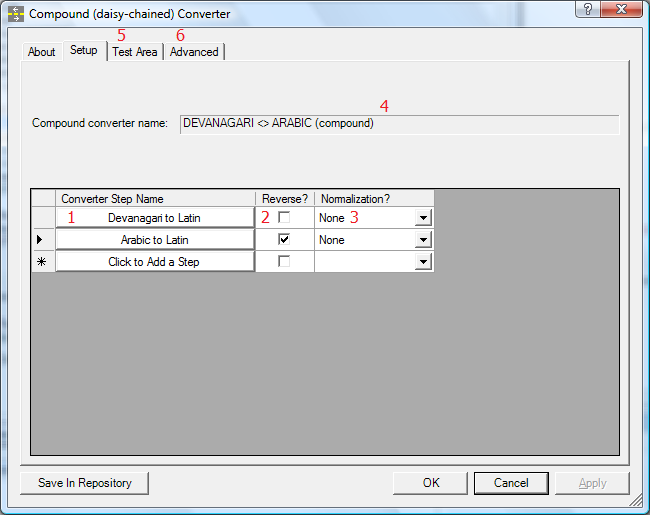 Compound (daisy-chained) Converter
5 6
About Setup Test Area Advanced
4
Compound converter name: DEVANAGARI <> ARABIC (compound)
Converter Step Name Reverse? Normalization?
1 Devanagari to Latin 2 None 3
Arabic to Latin None
Click to Add a Step
Save In Repository OK Cancel Apply